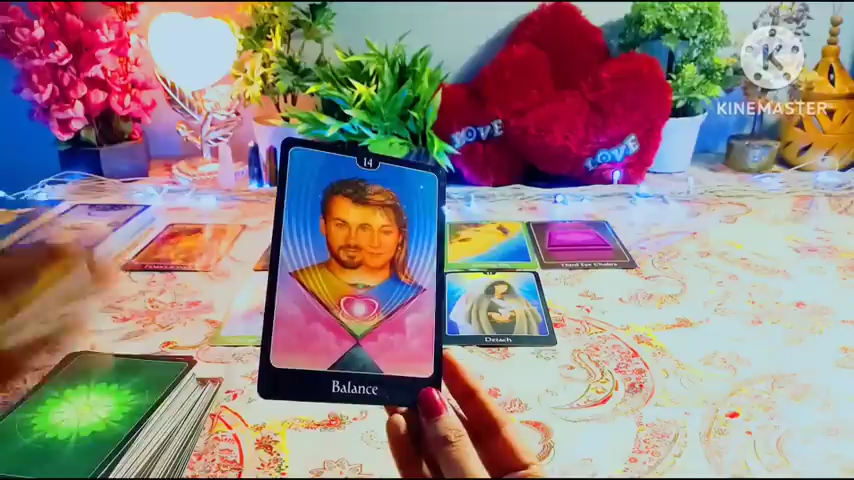 KINEMASTER
LOVE
LOVE
14
Balance
Third Eye Chakra
Detach